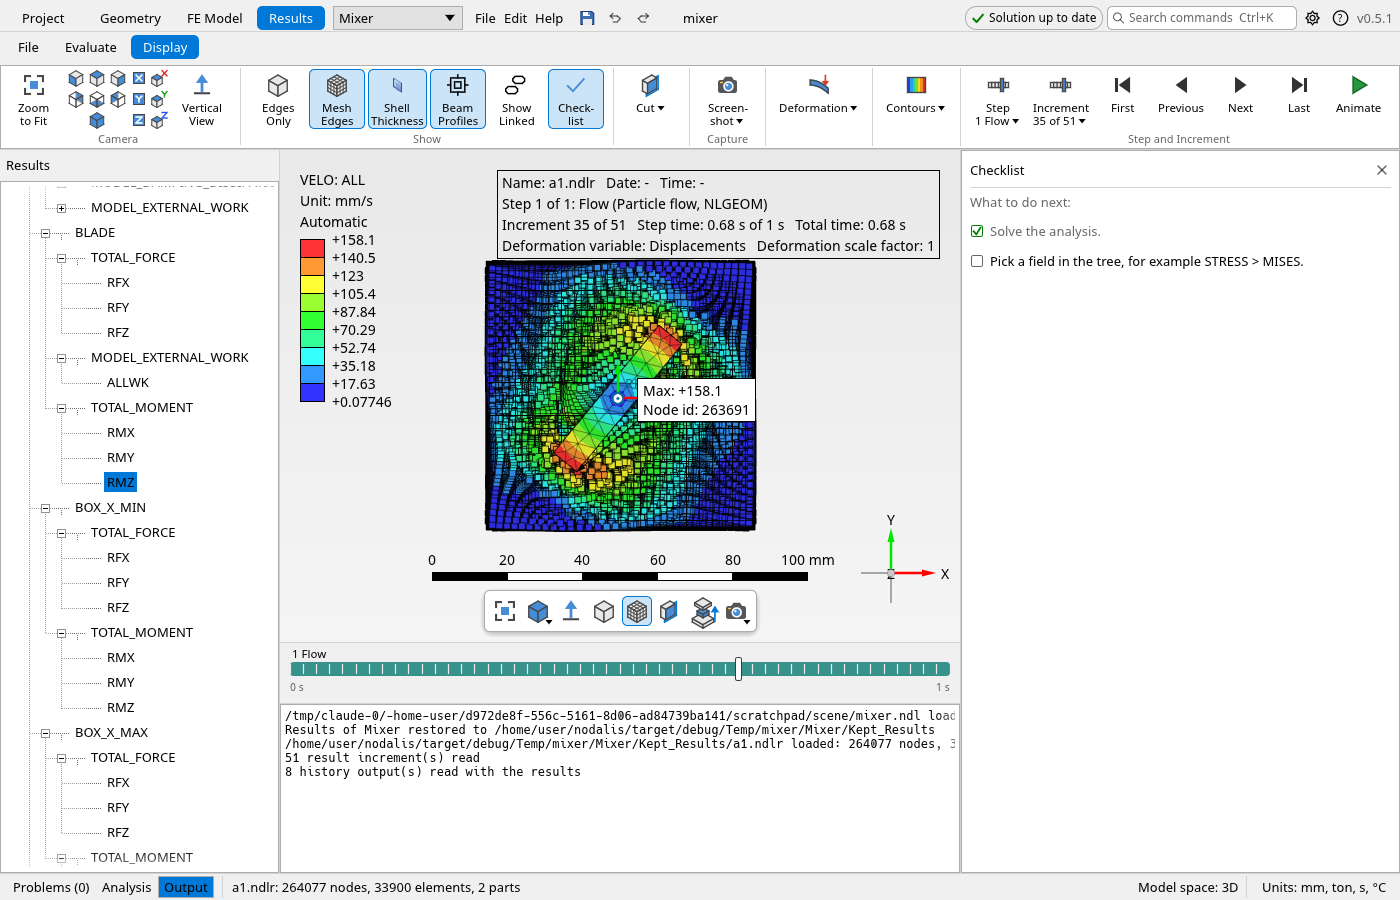 Project Geometry FE Model Results Mixer File Edit Help mixer Solution up to date Search commands Ctrl+K v0.5.1
File Evaluate Display
Zoom to Fit
Vertical View
Camera
Edges Only
Mesh Edges
Shell Thickness
Beam Profiles
Show Linked
Check-list
Show
Cut
Screen-shot
Capture
Deformation
Contours
Step 1 Flow
Increment 35 of 51
First
Previous
Next
Last
Animate
Step and Increment
Results
MODEL_EXTERNAL_WORK
BLADE
TOTAL_FORCE
RFX
RFY
RFZ
MODEL_EXTERNAL_WORK
ALLWK
TOTAL_MOMENT
RMX
RMY
RMZ
BOX_X_MIN
TOTAL_FORCE
RFX
RFY
RFZ
TOTAL_MOMENT
RMX
RMY
RMZ
BOX_X_MAX
TOTAL_FORCE
RFX
RFY
RFZ
TOTAL_MOMENT
VELO: ALL
Unit: mm/s
Automatic
+158.1
+140.5
+123
+105.4
+87.84
+70.29
+52.74
+35.18
+17.63
+0.07746
Name: a1.ndlr Date: - Time: -
Step 1 of 1: Flow (Particle flow, NLGEOM)
Increment 35 of 51 Step time: 0.68 s of 1 s Total time: 0.68 s
Deformation variable: Displacements Deformation scale factor: 1
Max: +158.1
Node id: 263691
0 20 40 60 80 100 mm
Y
X
Z
1 Flow
0 s 1 s
/tmp/claude-0/-home-user/d972de8f-556c-5161-8d06-ad84739ba141/scratchpad/scene/mixer.ndl load
Results of Mixer restored to /home/user/nodalis/target/debug/Temp/mixer/Mixer/Kept_Results
/home/user/nodalis/target/debug/Temp/mixer/Mixer/Kept_Results/a1.ndlr loaded: 264077 nodes, 3
51 result increment(s) read
8 history output(s) read with the results
Checklist
What to do next:
Solve the analysis.
Pick a field in the tree, for example STRESS > MISES.
Problems (0) Analysis Output a1.ndlr: 264077 nodes, 33900 elements, 2 parts Model space: 3D Units: mm, ton, s, °C